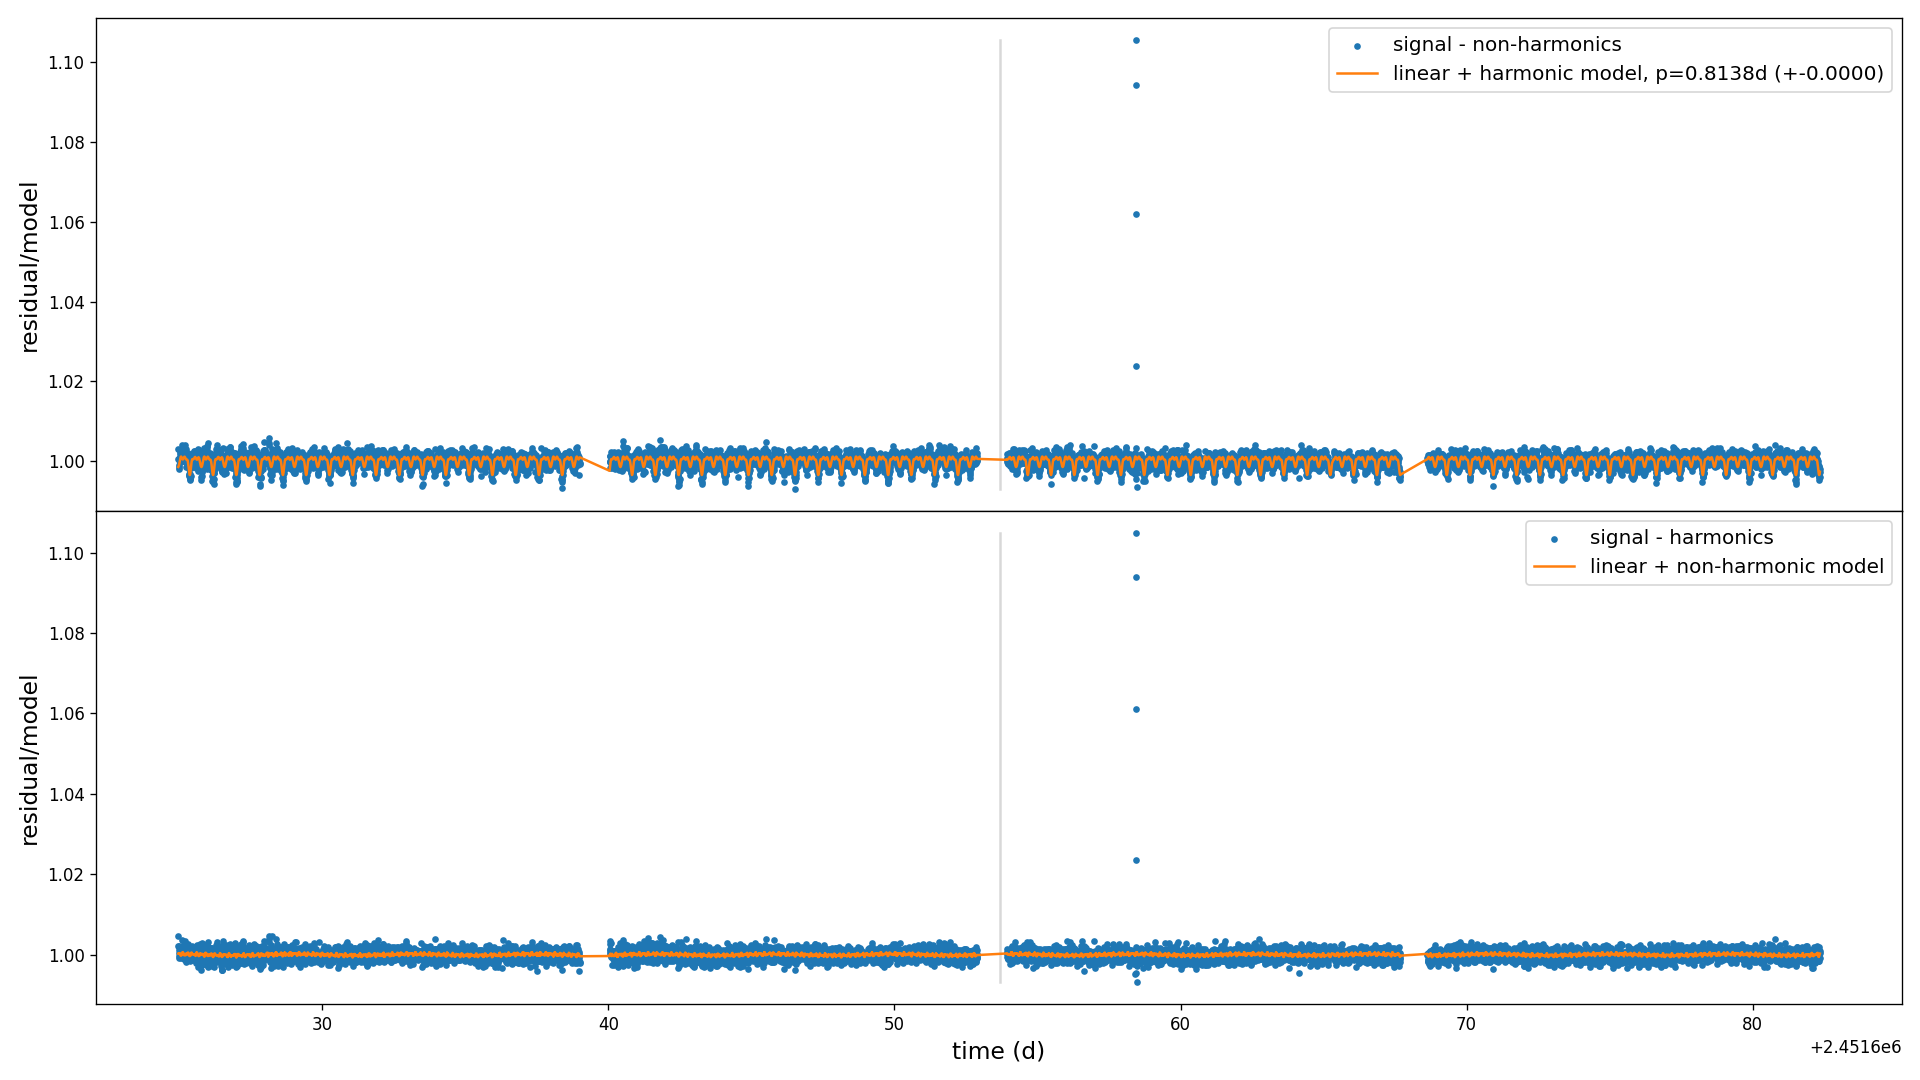 1.10
1.08
1.06
1.04
1.02
1.00
residual/model
signal - non-harmonics
linear + harmonic model, p=0.8138d (+-0.0000)
1.10
1.08
1.06
1.04
1.02
1.00
residual/model
signal - harmonics
linear + non-harmonic model
30 40 50 60 70 80
time (d)
+2.4516e6